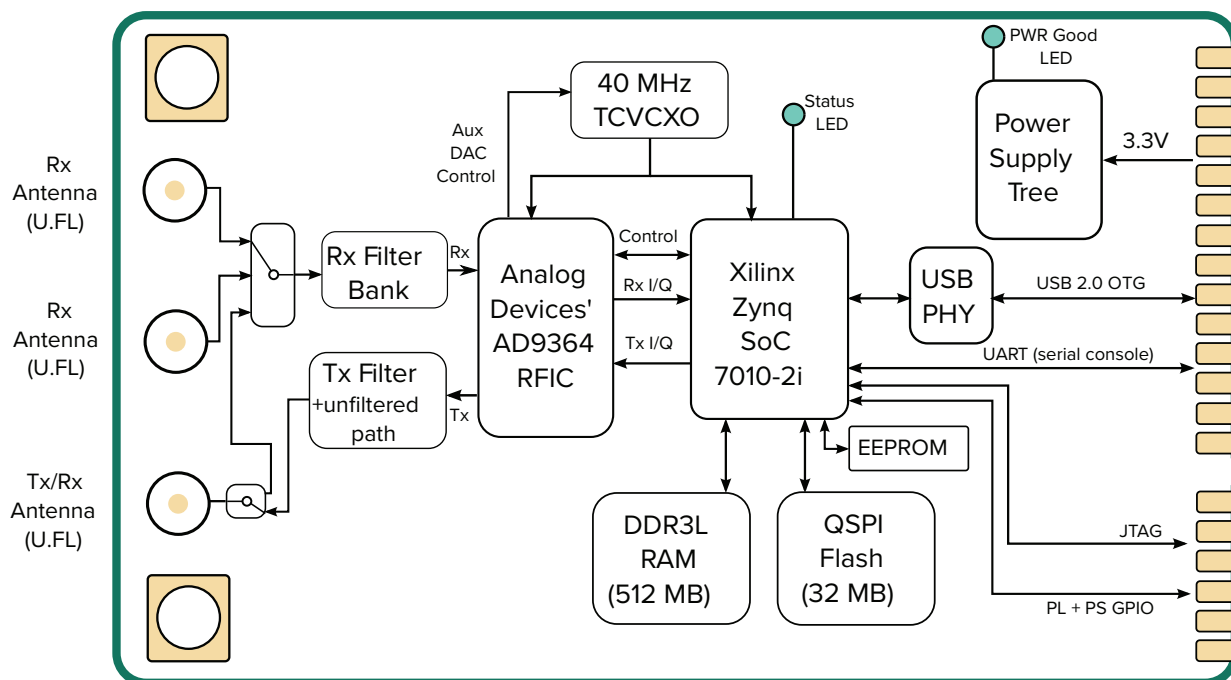 PWR Good
LED
40 MHz
TCVCXO
Status
LED
Aux
DAC
Control
Power
Supply
Tree
3.3V
Rx
Antenna
(U.FL)
Rx Filter
Bank
Rx
Analog
Devices'
AD9364
RFIC
Control
Rx I/Q
Tx I/Q
Xilinx
Zynq
SoC
7010-2i
USB
PHY
USB 2.0 OTG
UART (serial console)
Rx
Antenna
(U.FL)
Tx Filter
+unfiltered
path
Tx
EEPROM
Tx/Rx
Antenna
(U.FL)
DDR3L
RAM
(512 MB)
QSPI
Flash
(32 MB)
JTAG
PL + PS GPIO